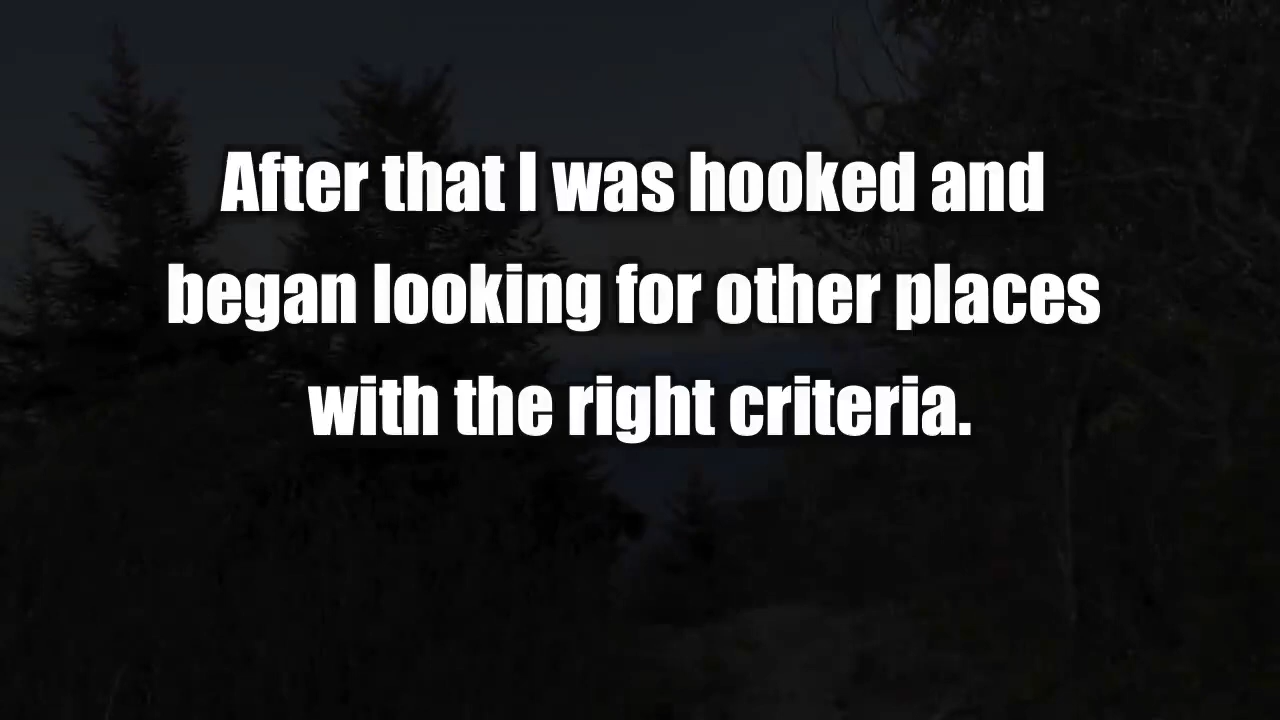 After that I was hooked and
began looking for other places
with the right criteria.